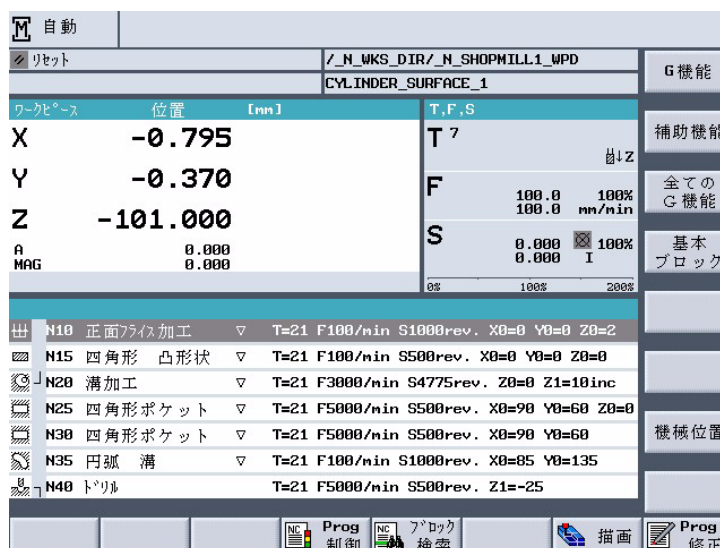 自動
リセット
/_N_WKS_DIR/_N_SHOPMILL1_WPD
CYLINDER_SURFACE_1
G機能
ワークピース 位置 [mm]
T,F,S
X -0.795
Y -0.370
Z -101.000
A 0.000
MAG 0.000
T 7
↓Z
F 100.0 100%
100.0 mm/min
S 0.000 100%
0.000 I
0% 100% 200%
補助機能
全ての
G機能
基本
ブロック
N10 正面フライス加工 ▽ T=21 F100/min S1000rev. X0=0 Y0=0 Z0=2
N15 四角形 凸形状 ▽ T=21 F100/min S500rev. X0=0 Y0=0 Z0=0
N20 溝加工 ▽ T=21 F3000/min S4775rev. Z0=0 Z1=10inc
N25 四角形ポケット ▽ T=21 F5000/min S500rev. X0=90 Y0=60 Z0=0
N30 四角形ポケット ▽ T=21 F5000/min S500rev. X0=90 Y0=60
N35 円弧 溝 ▽ T=21 F100/min S1000rev. X0=85 Y0=135
N40 ドリル T=21 F5000/min S500rev. Z1=-25
機械位置
NC Prog
制御
NC ブロック
検索
描画
Prog
修正